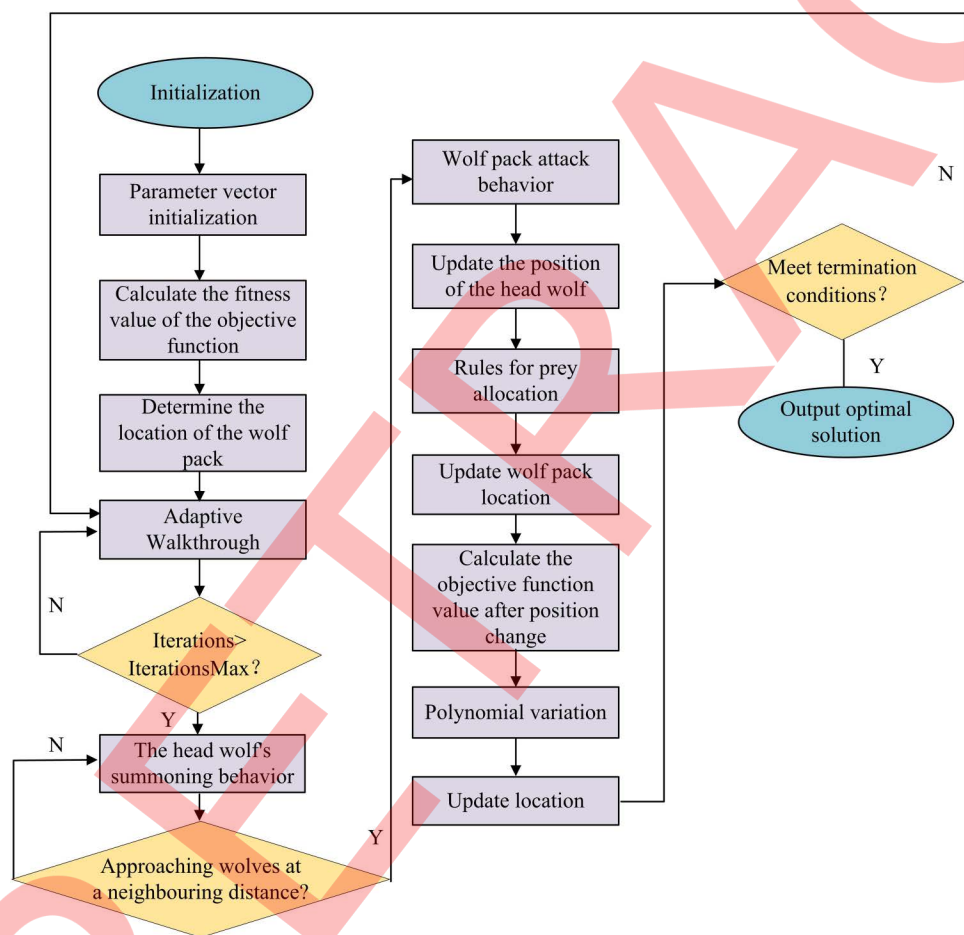 Initialization
Parameter vector
initialization
Calculate the fitness
value of the objective
function
Determine the
location of the wolf
pack
Adaptive
Walkthrough
N
Iterations>
IterationsMax?
Y
N
The head wolf's
summoning behavior
Approaching wolves at
a neighbouring distance?
Y
Wolf pack attack
behavior
Update the position
of the head wolf
Rules for prey
allocation
Update wolf pack
location
Calculate the
objective function
value after position
change
Polynomial variation
Update location
N
Meet termination
conditions?
Y
Output optimal
solution